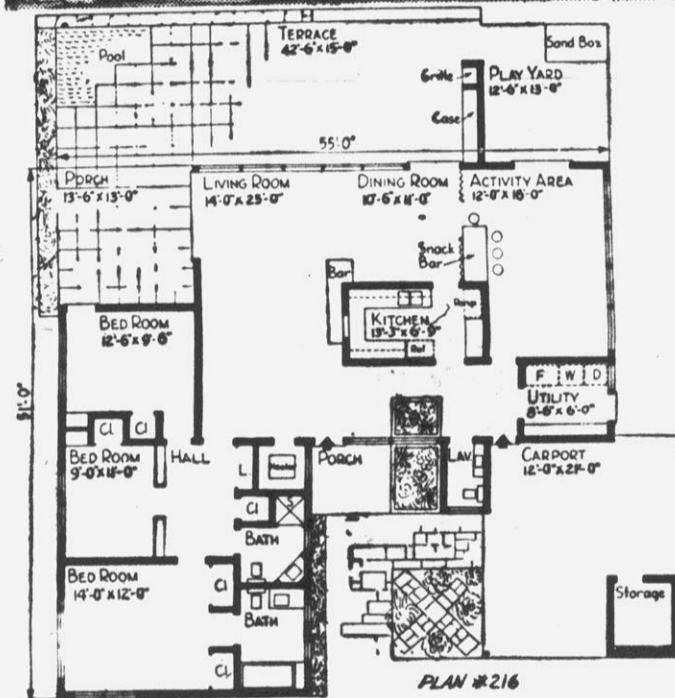 TERRACE
42'-6" x 15'-0"
Pool
Sand Box
Grille
PLAY YARD
12'-6" x 13'-0"
Case
55'-0"
PORCH
13'-6" x 13'-0"
LIVING ROOM
14'-0" x 25'-0"
DINING ROOM
10'-6" x 11'-0"
ACTIVITY AREA
12'-0" x 18'-0"
Snack
Bar
Bar
Range
KITCHEN
13'-3" x 6'-9"
Ref
BED ROOM
12'-6" x 9'-6"
51'-0"
F W D
UTILITY
8'-6" x 6'-0"
Cl
Cl
BED ROOM
9'-0" x 11'-0"
HALL
L
Heater
PORCH
LAV.
CARPORT
12'-0" x 21'-0"
Cl
S
BATH
BED ROOM
14'-0" x 12'-0"
Cl
BATH
Storage
Cl
PLAN #216